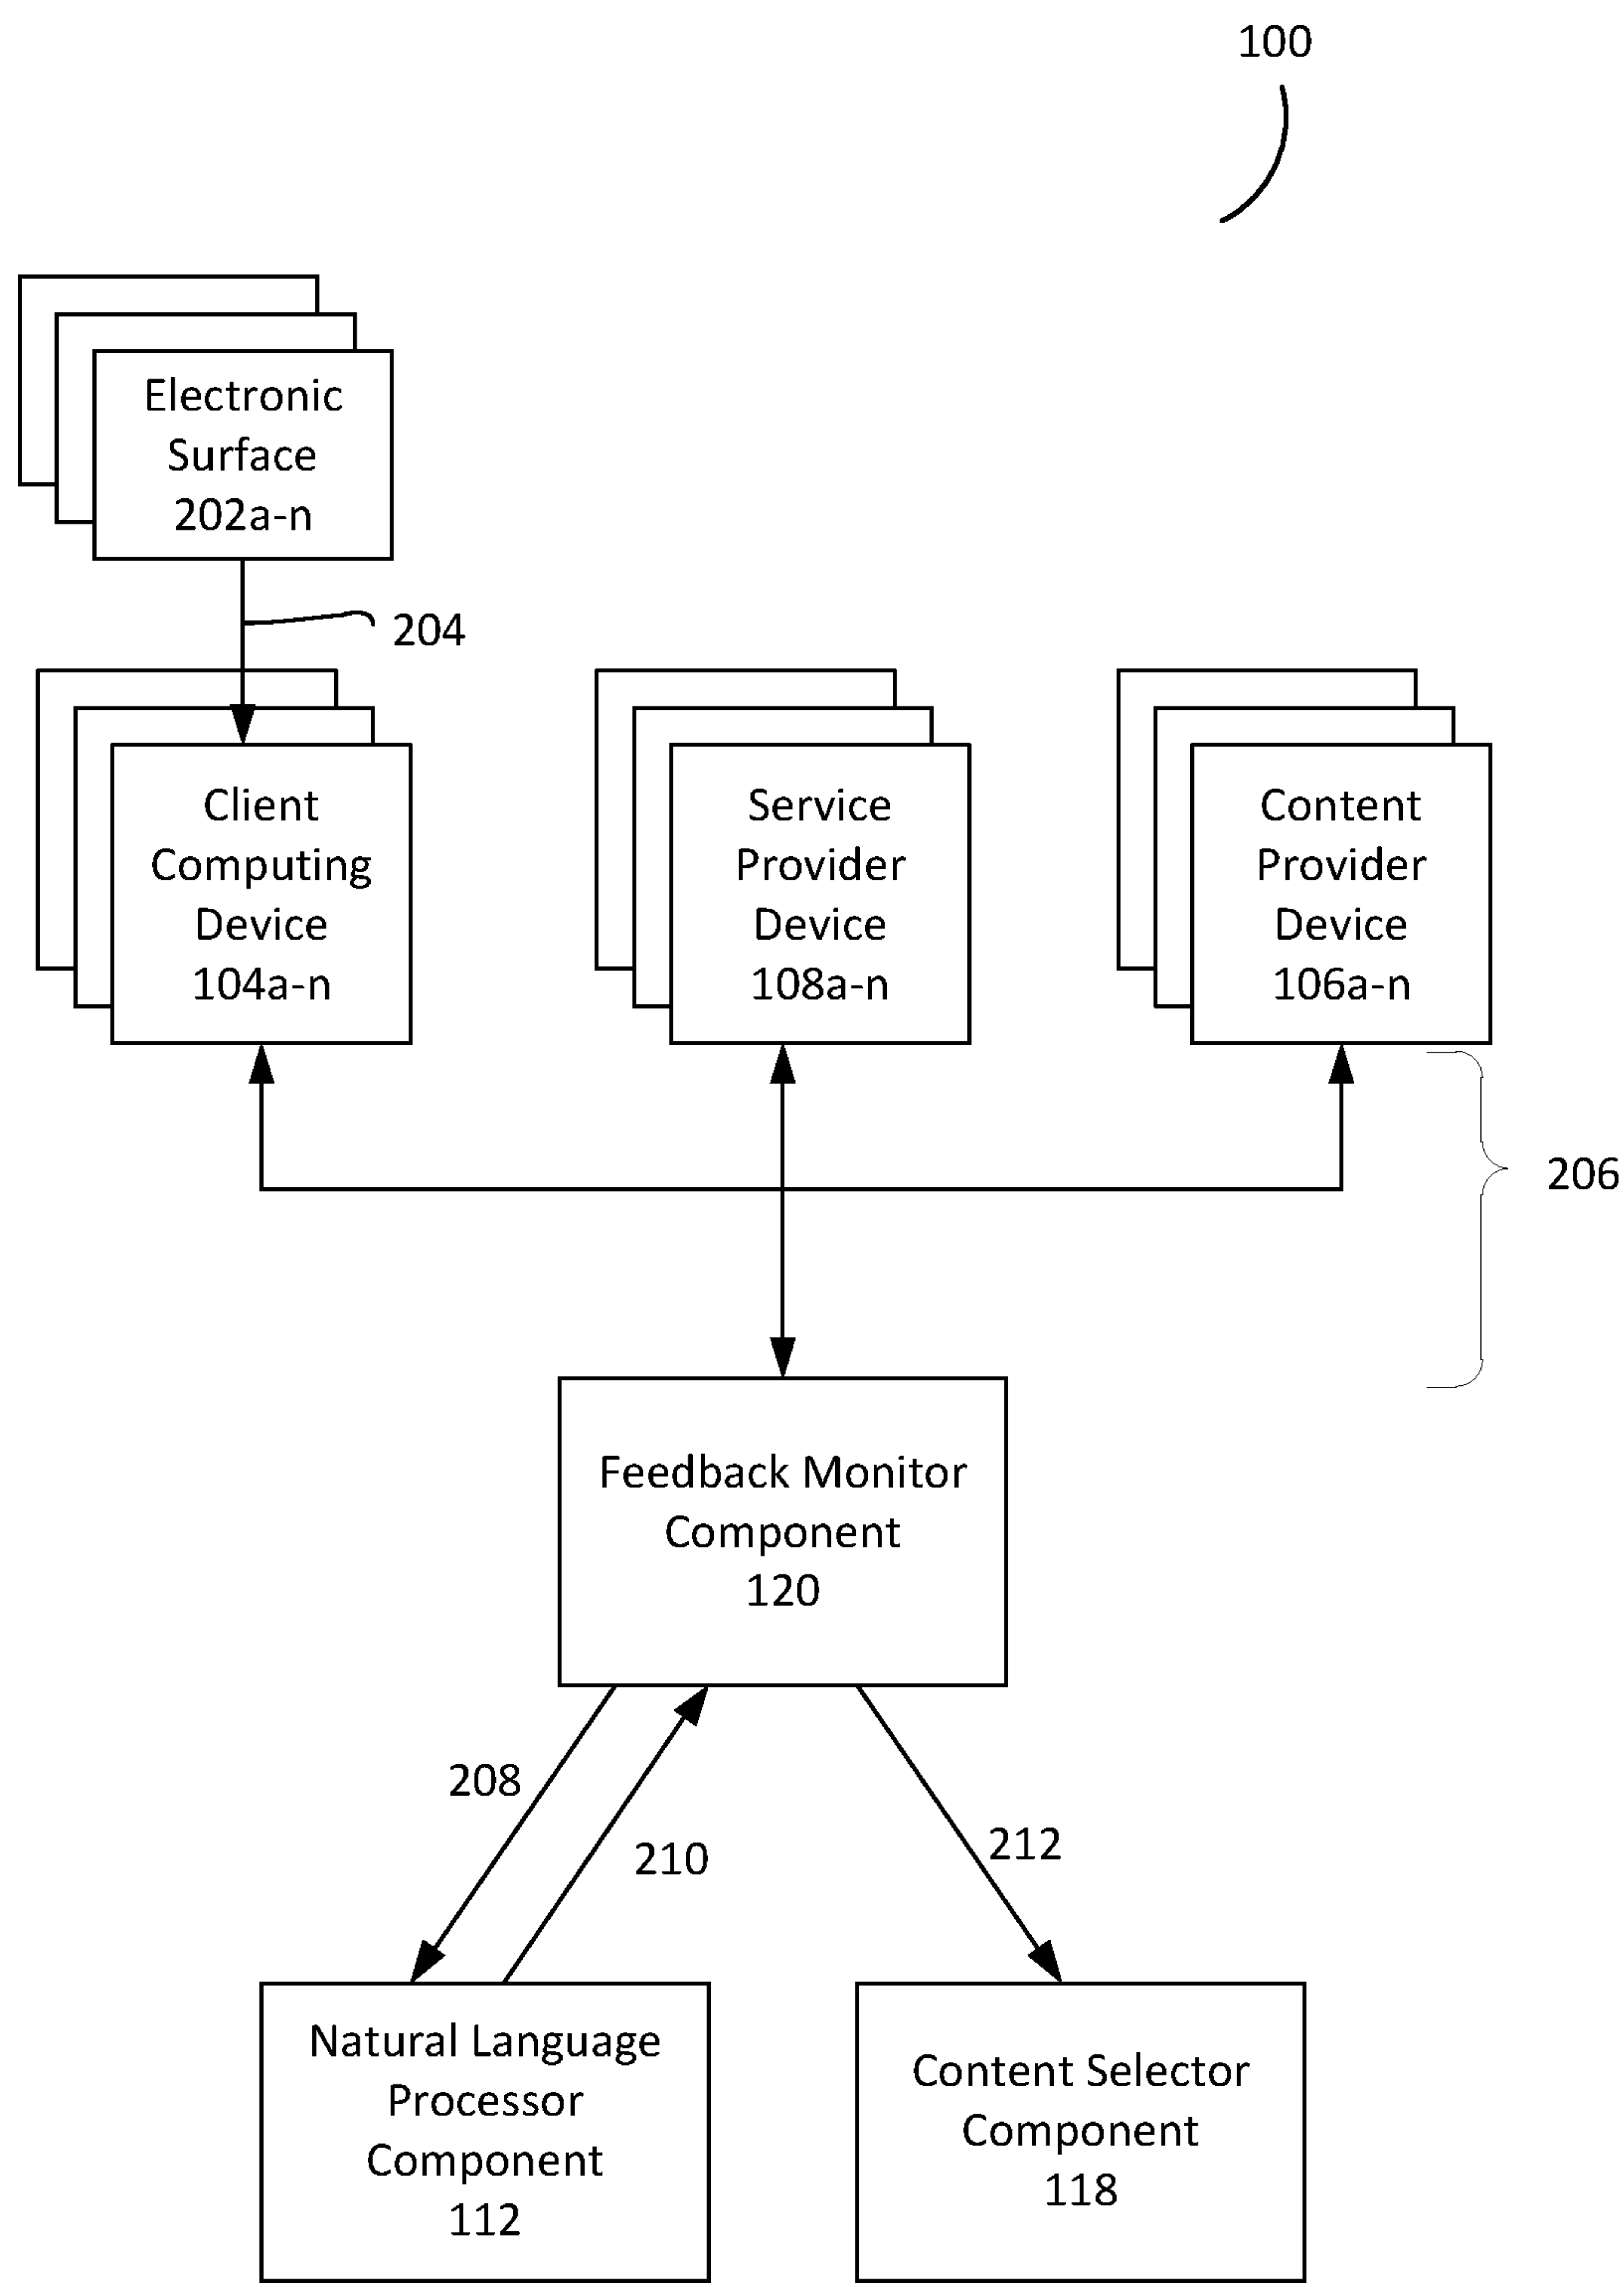 100
Electronic
Surface
202a-n
204
Client
Computing
Device
104a-n
Service
Provider
Device
108a-n
Content
Provider
Device
106a-n
206
Feedback Monitor
Component
120
208
210
212
Natural Language
Processor
Component
112
Content Selector
Component
118